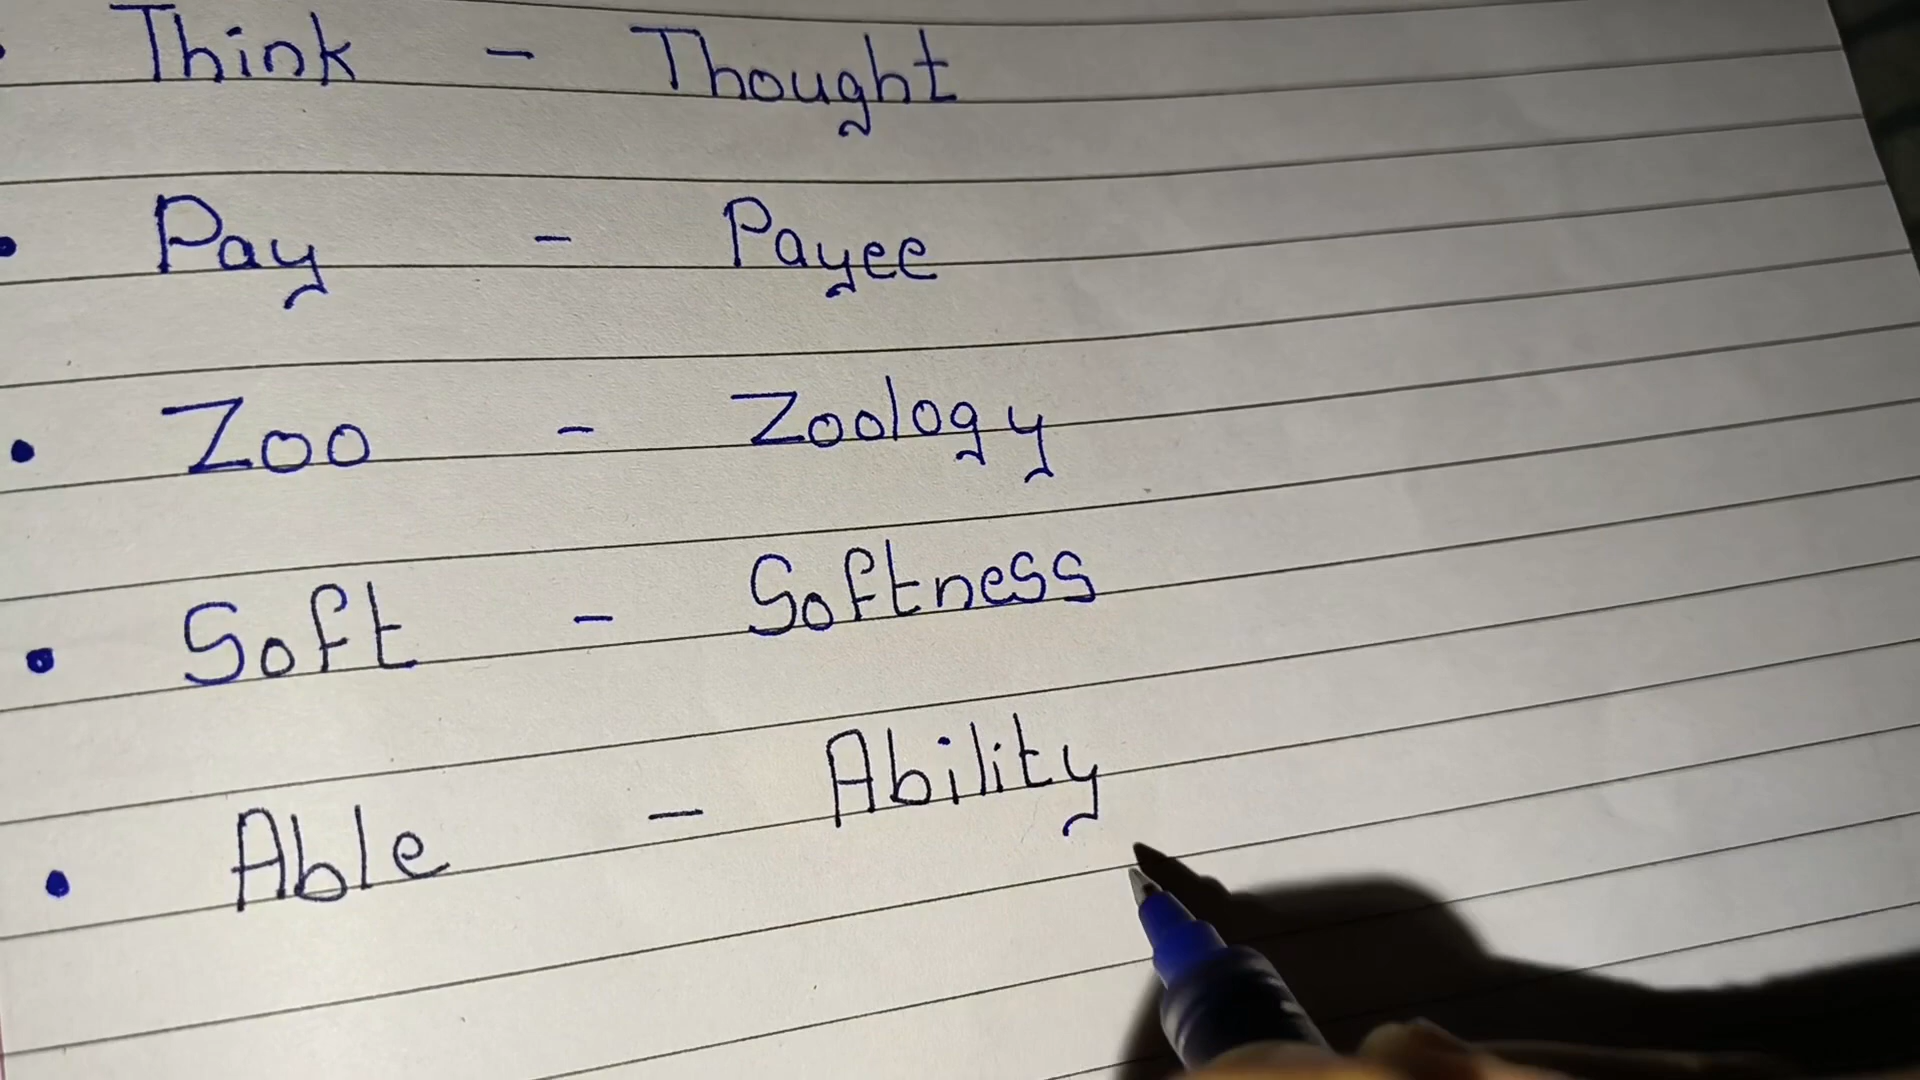 • Think - Thought
• Pay - Payee
• Zoo - Zoology
• Soft - Softness
• Able - Ability